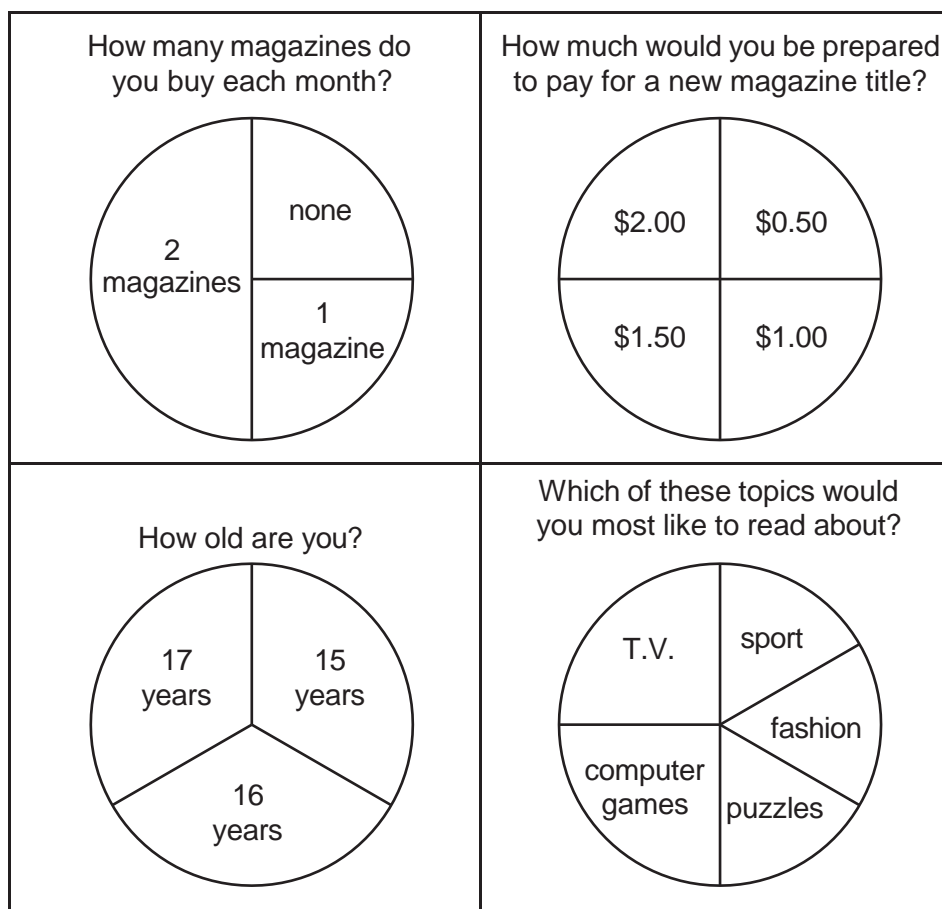 How many magazines do
you buy each month?
none
2
magazines
1
magazine
How much would you be prepared
to pay for a new magazine title?
$2.00
$0.50
$1.50
$1.00
How old are you?
17
years
15
years
16
years
Which of these topics would
you most like to read about?
T.V.
sport
fashion
computer
games
puzzles